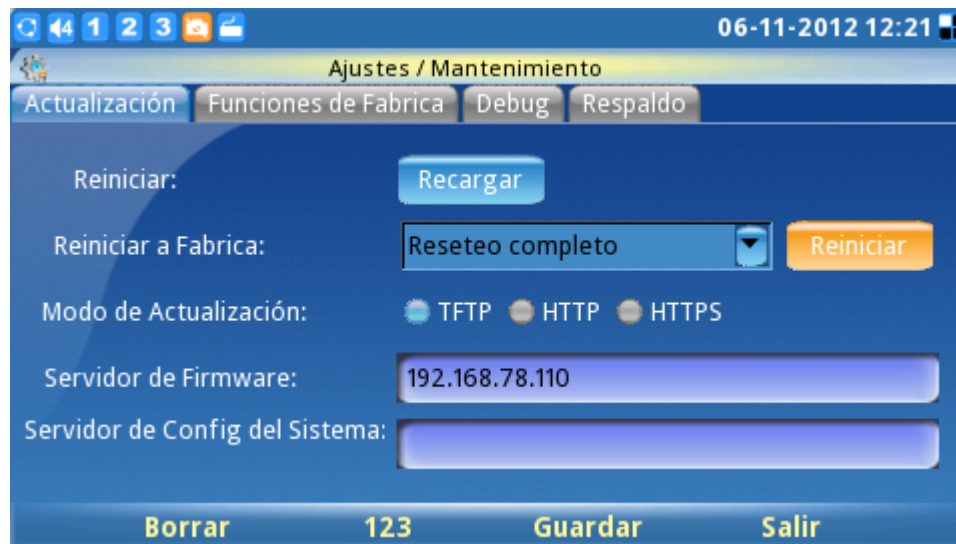 4 1 2 3 06-11-2012 12:21
Ajustes / Mantenimiento
Actualización Funciones de Fabrica Debug Respaldo
Reiniciar: Recargar
Reiniciar a Fabrica: Reseteo completo Reiniciar
Modo de Actualización: TFTP HTTP HTTPS
Servidor de Firmware: 192.168.78.110
Servidor de Config del Sistema:
Borrar 123 Guardar Salir